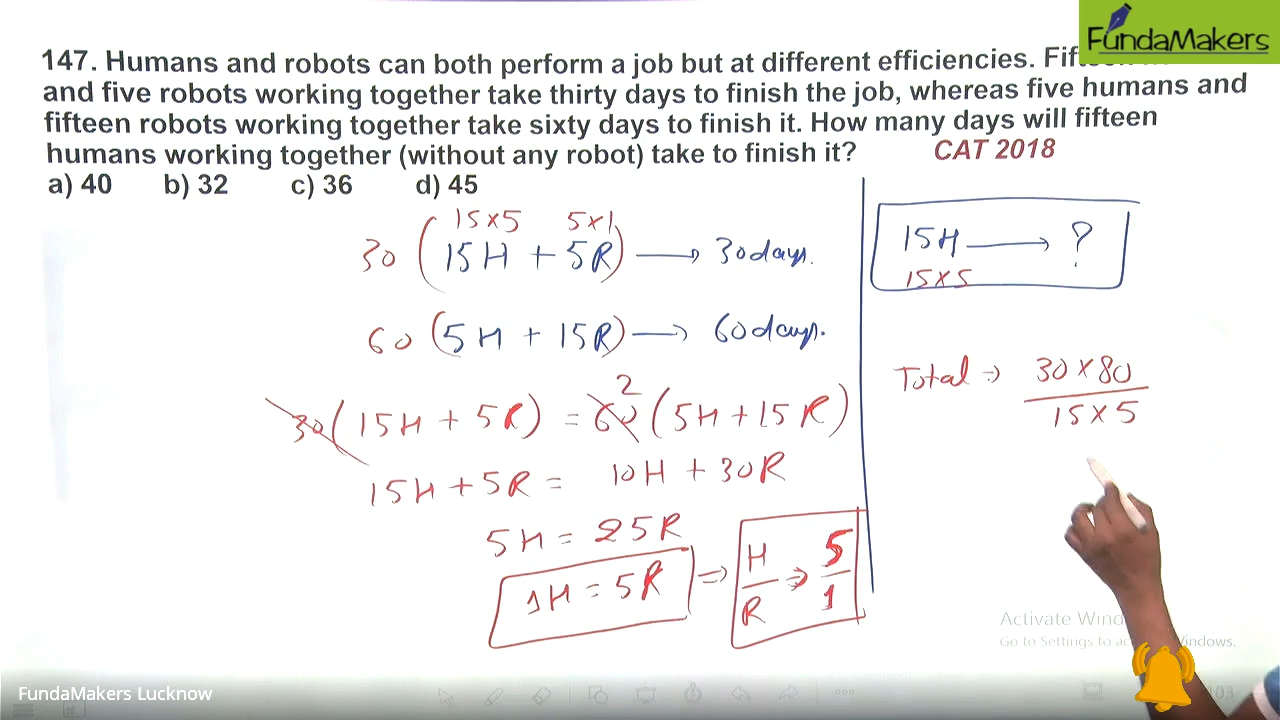 FundaMakers
147. Humans and robots can both perform a job but at different efficiencies.
and five robots working together take thirty days to finish the job, whereas five humans and
fifteen robots working together take sixty days to finish it. How many days will fifteen
humans working together (without any robot) take to finish it? CAT 2018
a) 40 b) 32 c) 36 d) 45
15×5 5×1
30 (15H + 5R) → 30days.
60 (5H + 15R) → 60days.
30(15H + 5R) = 60 2 (5H + 15R)
15H + 5R = 10H + 30R
5H = 25R
1H = 5R ⇒ H/R ⇒ 5/1
15H → ?
15×5
Total ⇒ 30×80
15×5
Activate Wind
Go to Settings to ac indows.
FundaMakers Lucknow